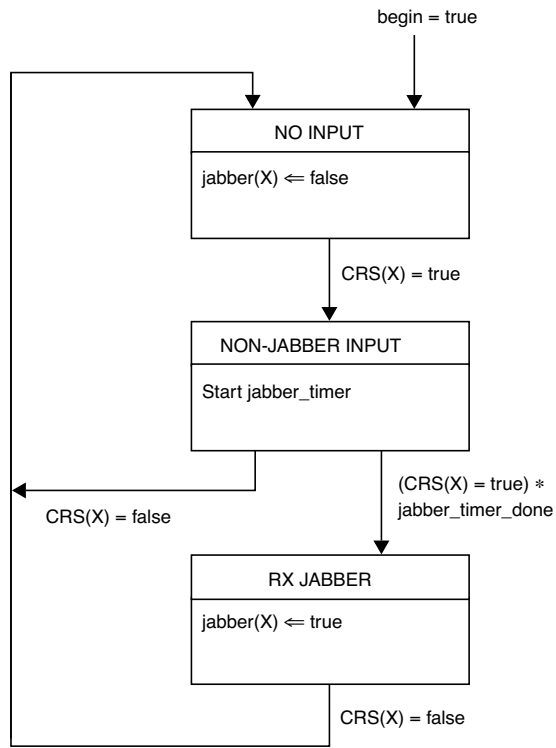 begin = true
NO INPUT
jabber(X) ⇐ false
CRS(X) = true
NON-JABBER INPUT
Start jabber_timer
(CRS(X) = true) *
jabber_timer_done
CRS(X) = false
RX JABBER
jabber(X) ⇐ true
CRS(X) = false